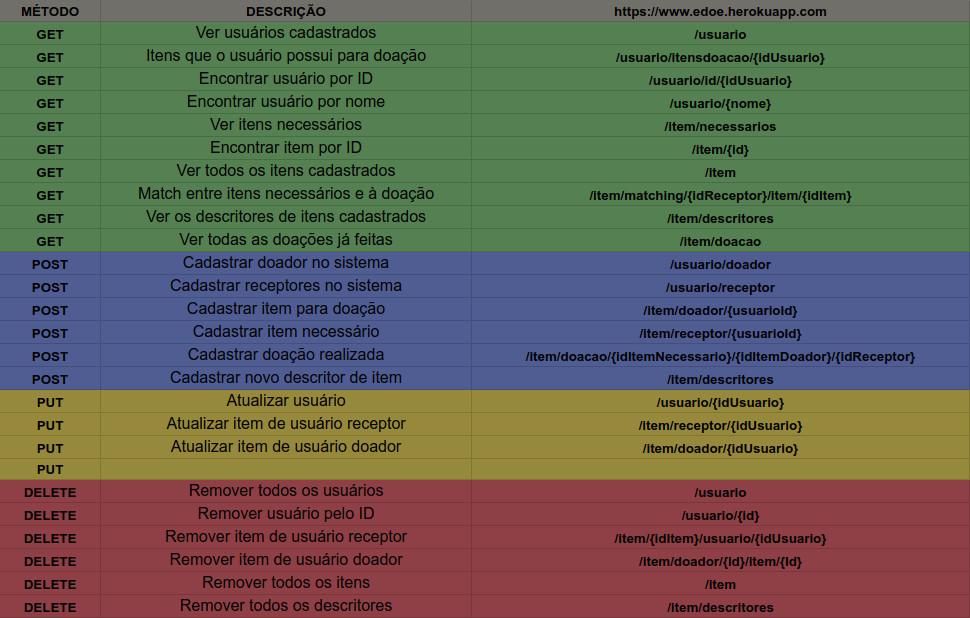 MÉTODO DESCRIÇÃO https://www.edoe.herokuapp.com
GET Ver usuários cadastrados /usuario
GET Itens que o usuário possui para doação /usuario/itensdoacao/{idUsuario}
GET Encontrar usuário por ID /usuario/id/{idUsuario}
GET Encontrar usuário por nome /usuario/{nome}
GET Ver itens necessários /item/necessarios
GET Encontrar item por ID /item/{id}
GET Ver todos os itens cadastrados /item
GET Match entre itens necessários e à doação /item/matching/{idReceptor}/item/{idItem}
GET Ver os descritores de itens cadastrados /item/descritores
GET Ver todas as doações já feitas /item/doacao
POST Cadastrar doador no sistema /usuario/doador
POST Cadastrar receptores no sistema /usuario/receptor
POST Cadastrar item para doação /item/doador/{usuarioId}
POST Cadastrar item necessário /item/receptor/{usuarioId}
POST Cadastrar doação realizada /item/doacao/{idItemNecessario}/{idItemDoador}/{idReceptor}
POST Cadastrar novo descritor de item /item/descritores
PUT Atualizar usuário /usuario/{idUsuario}
PUT Atualizar item de usuário receptor /item/receptor/{idUsuario}
PUT Atualizar item de usuário doador /item/doador/{idUsuario}
PUT
DELETE Remover todos os usuários /usuario
DELETE Remover usuário pelo ID /usuario/{id}
DELETE Remover item de usuário receptor /item/{idItem}/usuario/{idUsuario}
DELETE Remover item de usuário doador /item/doador/{id}/item/{Id}
DELETE Remover todos os itens /item
DELETE Remover todos os descritores /item/descritores